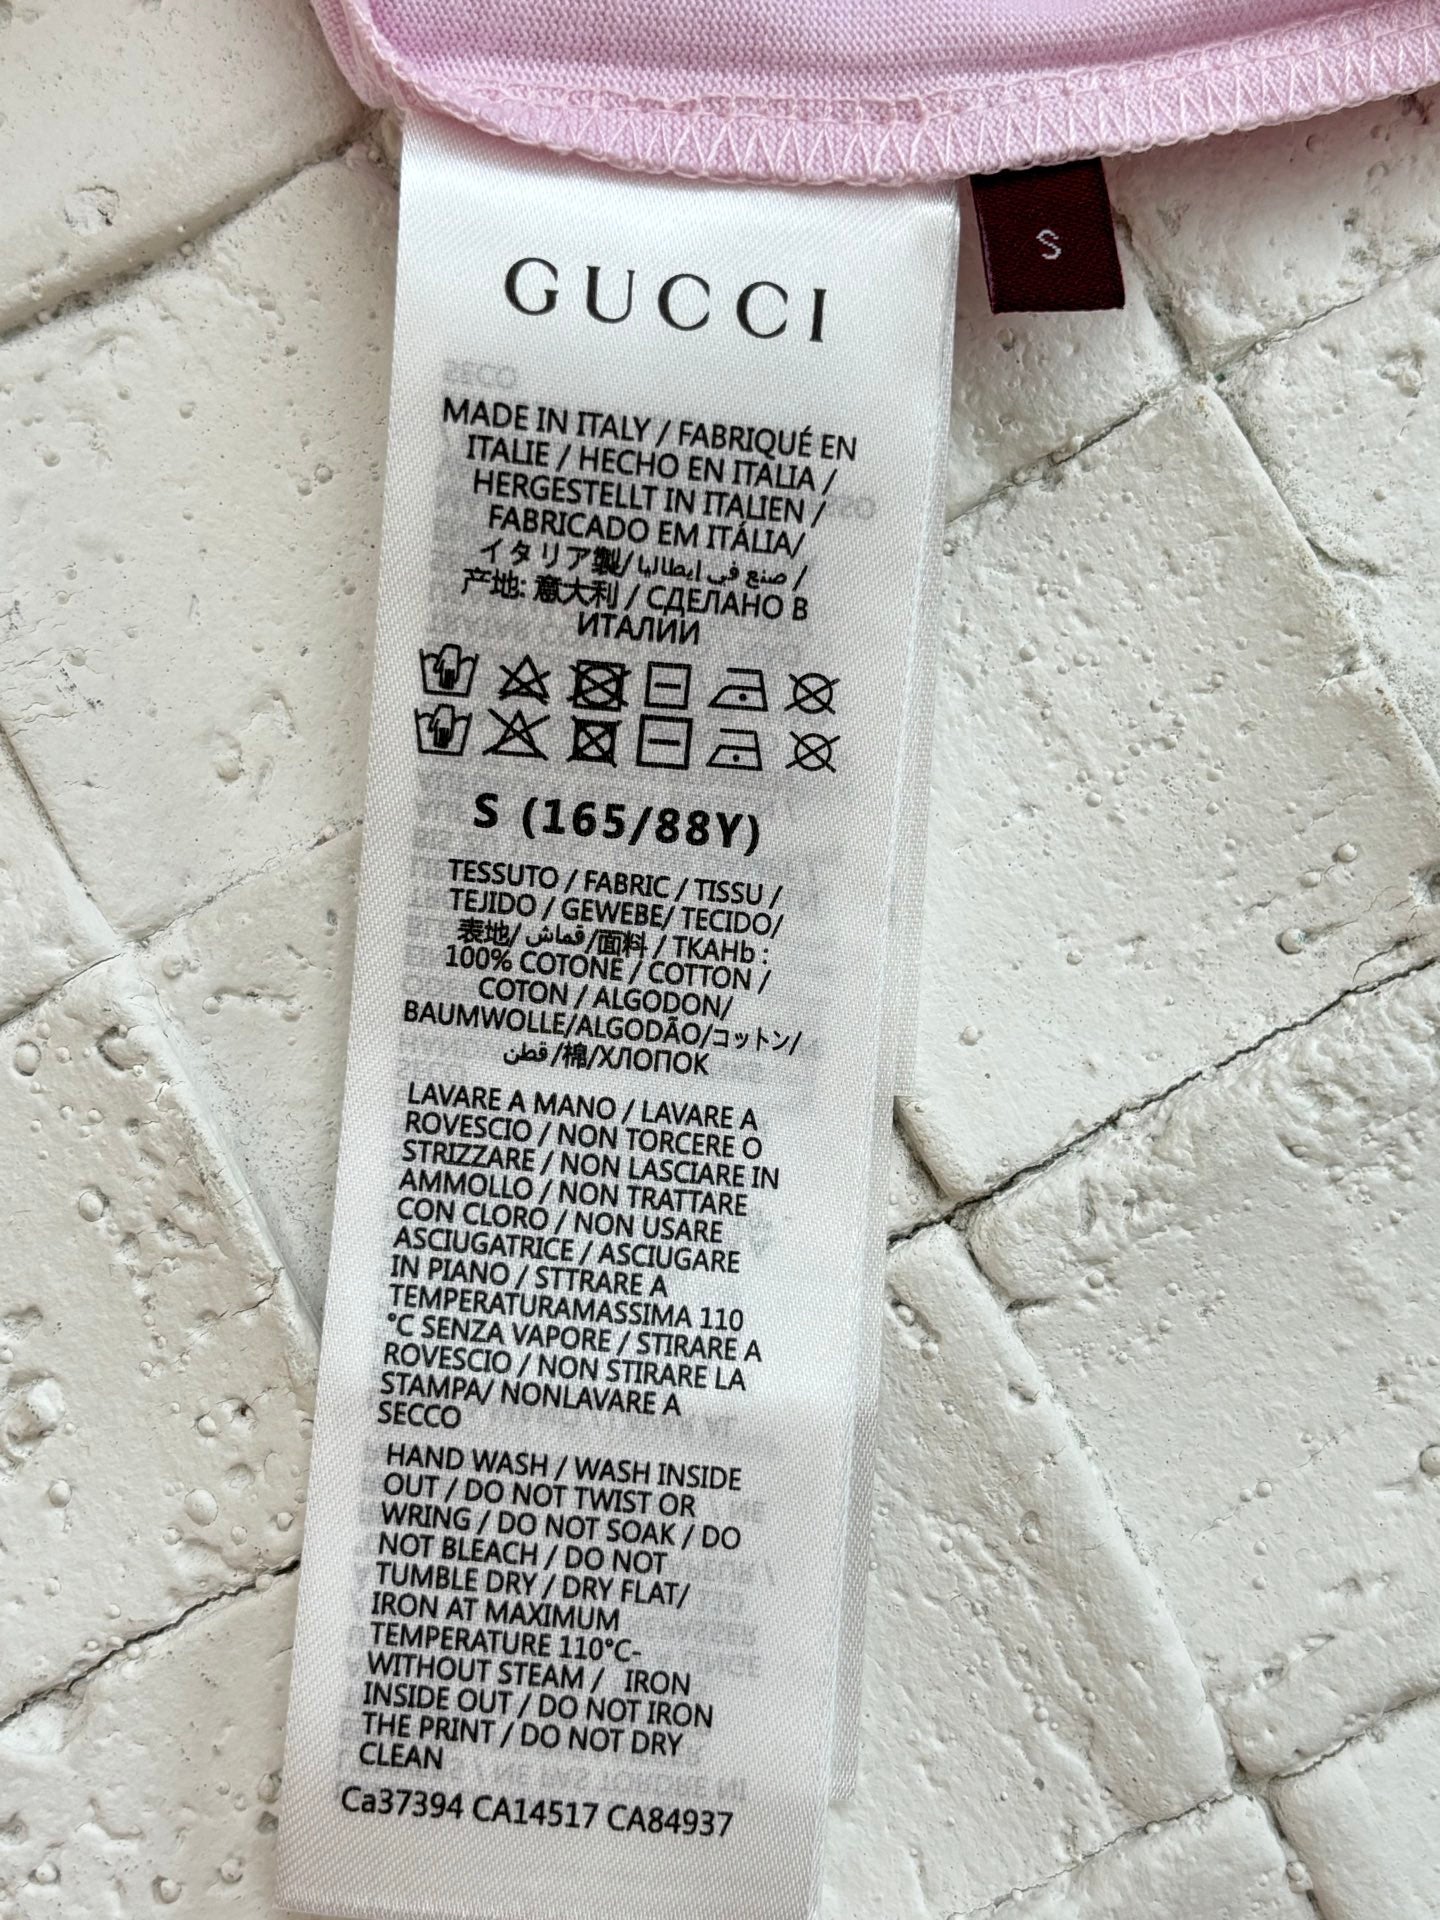 S
GUCCI
MADE IN ITALY / FABRIQUÉ EN
ITALIE / HECHO EN ITALIA /
HERGESTELLT IN ITALIEN /
FABRICADO EM ITÁLIA/
イタリア製/ صنع في ايطاليا /
产地: 意大利 / СДЕЛАНО В
ИТАЛИИ
S (165/88Y)
TESSUTO / FABRIC / TISSU /
TEJIDO / GEWEBE/ TECIDO/
表地/ قماش /面料 / TKAHb :
100% COTONE / COTTON /
COTON / ALGODON/
BAUMWOLLE/ALGODÃO/コットン/
قطن /棉/ХЛОПОК
LAVARE A MANO / LAVARE A
ROVESCIO / NON TORCERE O
STRIZZARE / NON LASCIARE IN
AMMOLLO / NON TRATTARE
CON CLORO / NON USARE
ASCIUGATRICE / ASCIUGARE
IN PIANO / STTRARE A
TEMPERATURAMASSIMA 110
°C SENZA VAPORE / STIRARE A
ROVESCIO / NON STIRARE LA
STAMPA/ NONLAVARE A
SECCO
HAND WASH / WASH INSIDE
OUT / DO NOT TWIST OR
WRING / DO NOT SOAK / DO
NOT BLEACH / DO NOT
TUMBLE DRY / DRY FLAT/
IRON AT MAXIMUM
TEMPERATURE 110°C-
WITHOUT STEAM / IRON
INSIDE OUT / DO NOT IRON
THE PRINT / DO NOT DRY
CLEAN
Ca37394 CA14517 CA84937